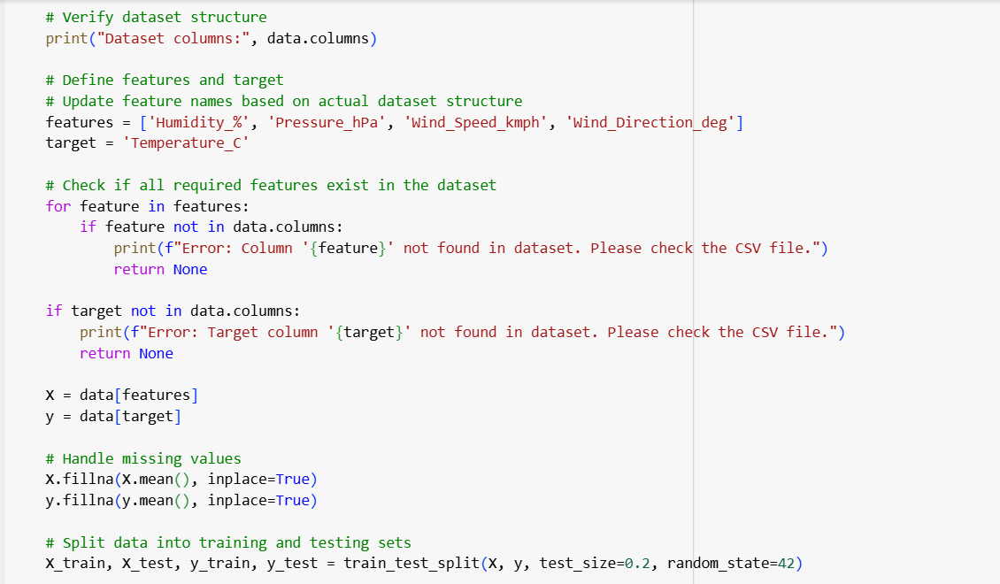 # Verify dataset structure
print("Dataset columns:", data.columns)
# Define features and target
# Update feature names based on actual dataset structure
features = ['Humidity_%', 'Pressure_hPa', 'Wind_Speed_kmph', 'Wind_Direction_deg']
target = 'Temperature_C'
# Check if all required features exist in the dataset
for feature in features:
    if feature not in data.columns:
        print(f"Error: Column '{feature}' not found in dataset. Please check the CSV file.")
        return None
if target not in data.columns:
    print(f"Error: Target column '{target}' not found in dataset. Please check the CSV file.")
    return None
X = data[features]
y = data[target]
# Handle missing values
X.fillna(X.mean(), inplace=True)
y.fillna(y.mean(), inplace=True)
# Split data into training and testing sets
X_train, X_test, y_train, y_test = train_test_split(X, y, test_size=0.2, random_state=42)